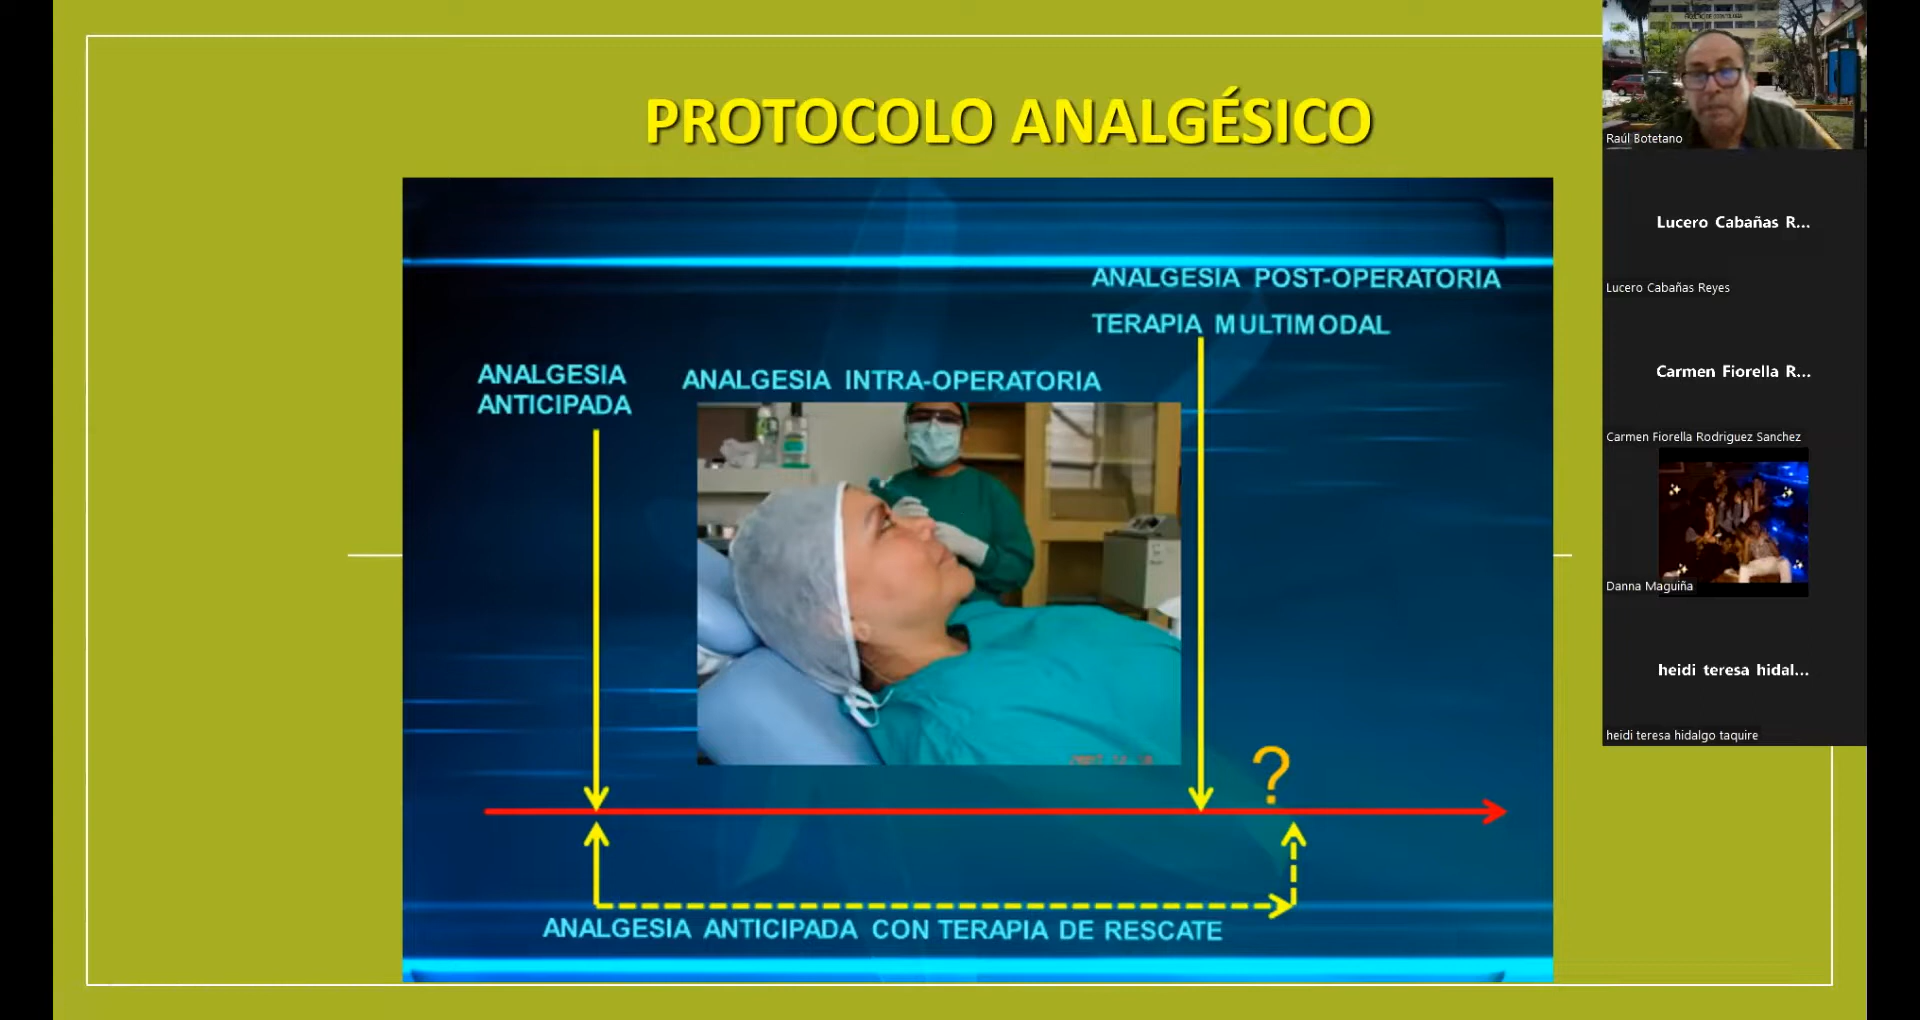 PROTOCOLO ANALGÉSICO
ANALGESIA POST-OPERATORIA
TERAPIA MULTIMODAL
ANALGESIA
ANTICIPADA
ANALGESIA INTRA-OPERATORIA
?
ANALGESIA ANTICIPADA CON TERAPIA DE RESCATE
Raúl Botetano
Lucero Cabañas R...
Lucero Cabañas Reyes
Carmen Fiorella R...
Carmen Fiorella Rodriguez Sanchez
Danna Maguiña
heidi teresa hidal...
heidi teresa hidalgo taquire